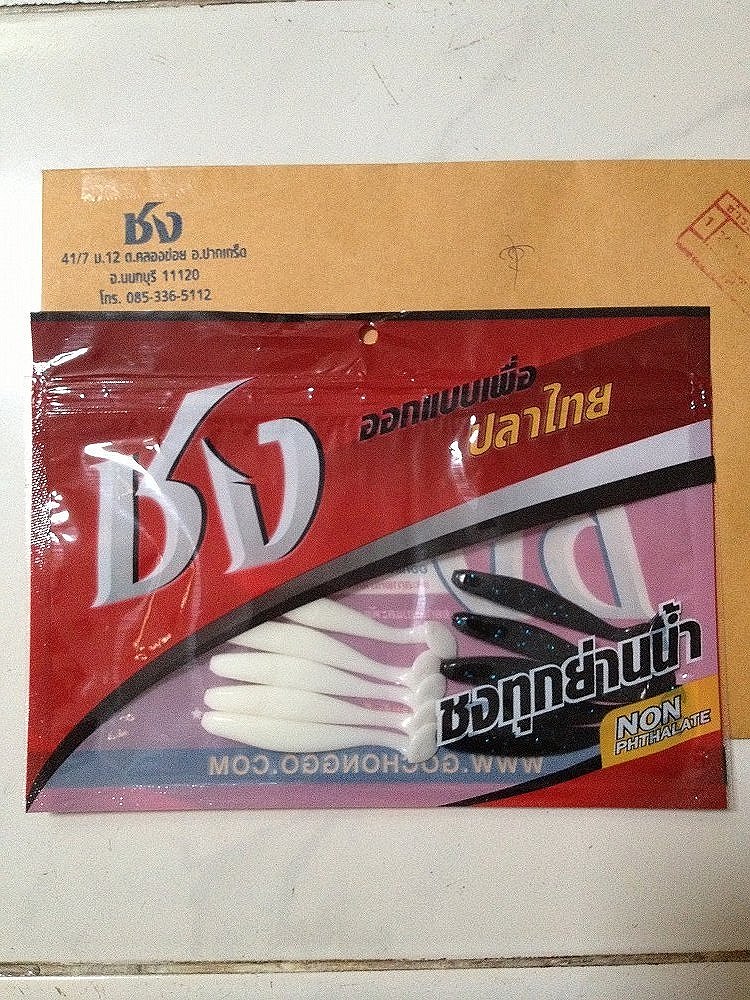 ชง
41/7 ม.12 ต.คลองข่อย อ.ปากเกร็ด
จ.นนทบุรี 11120
โทร. 085-336-5112
ชง
ออกแบบเพื่อ
ปลาไทย
ชงทุกย่านน้ำ
NON
PHTHALATE
WWW.GOCHONGGO.COM